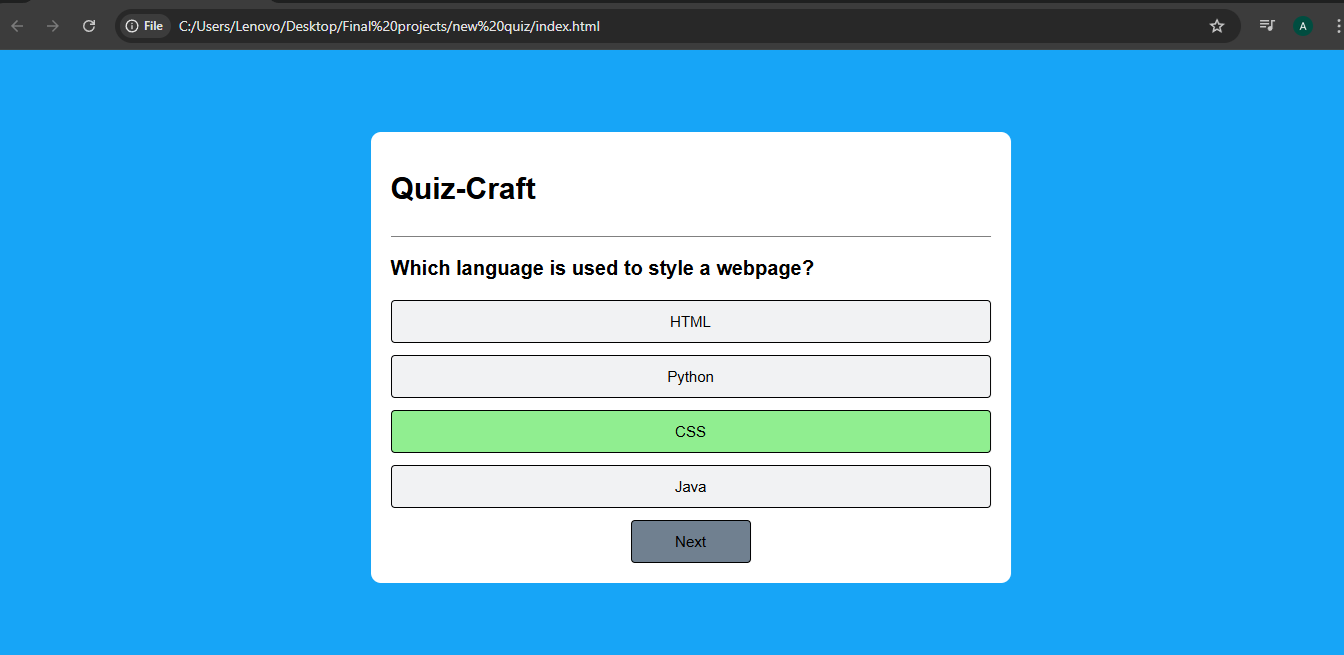 File C:/Users/Lenovo/Desktop/Final%20projects/new%20quiz/index.html
A
Quiz-Craft
Which language is used to style a webpage?
HTML
Python
CSS
Java
Next